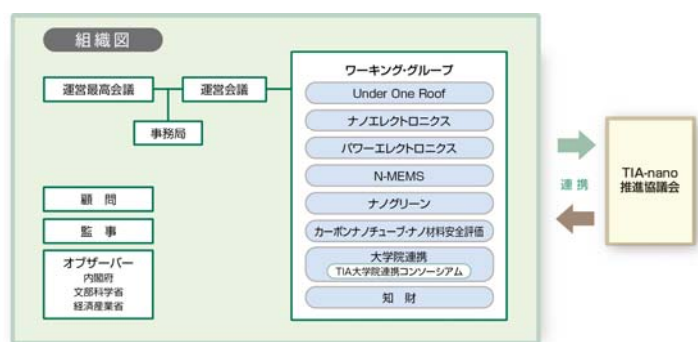 組織図
運営最高会議
運営会議
事務局
顧問
監事
オブザーバー
内閣府
文部科学省
経済産業省
ワーキング・グループ
Under One Roof
ナノエレクトロニクス
パワーエレクトロニクス
N-MEMS
ナノグリーン
カーボンナノチューブ・ナノ材料安全評価
大学院連携
TIA大学院連携コンソーシアム
知財
連携
TIA-nano
推進協議会